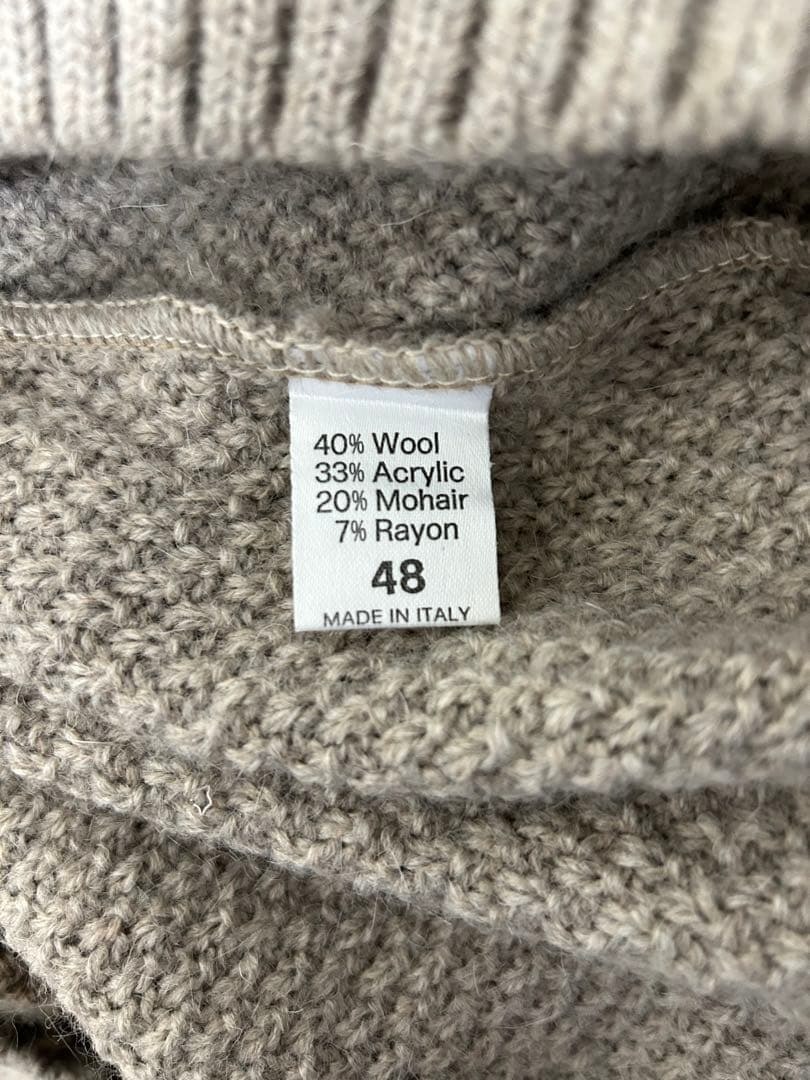 40% Wool
33% Acrylic
20% Mohair
7% Rayon
48
MADE IN ITALY